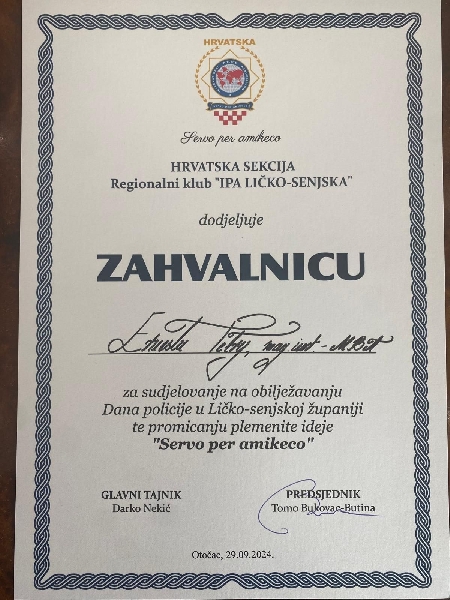 HRVATSKA
Servo per amikeco
HRVATSKA SEKCIJA
Regionalni klub "IPA LIČKO-SENJSKA"
dodjeljuje
ZAHVALNICU
MBA
za sudjelovanje na obilježavanju
Dana policije u Ličko-senjskoj županiji
te promicanju plemenite ideje
"Servo per amikeco"
GLAVNI TAJNIK PREDSJEDNIK
Darko Nekić Tomo Bukovac-Butina
Otočac, 29.09.2024.